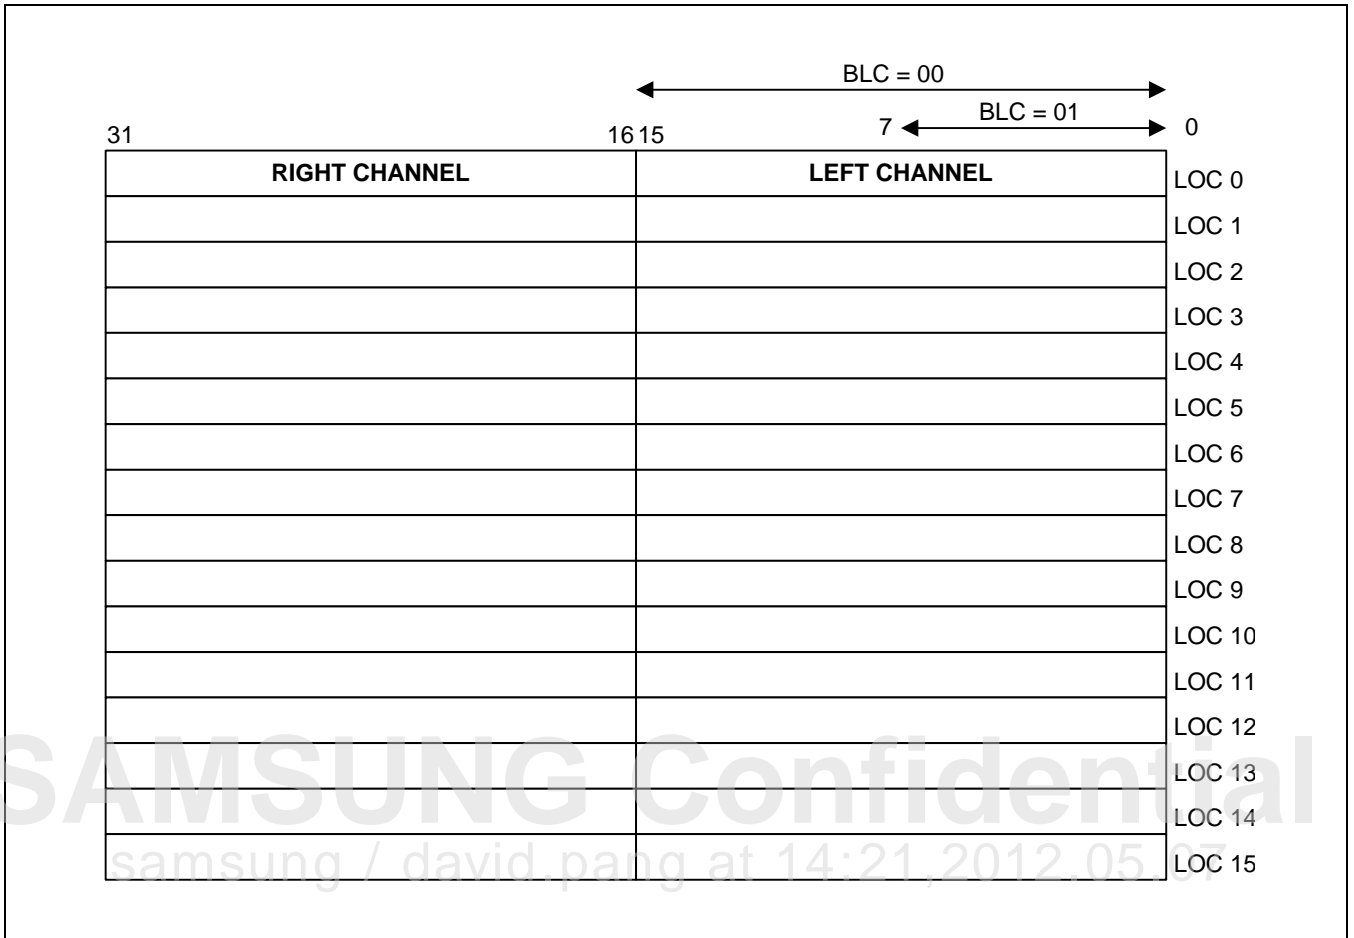 BLC = 00
BLC = 01
31 16 15 7 0
RIGHT CHANNEL LEFT CHANNEL LOC 0
LOC 1
LOC 2
LOC 3
LOC 4
LOC 5
LOC 6
LOC 7
LOC 8
LOC 9
LOC 10
LOC 11
LOC 12
SAMSUNG Confidential
LOC 13
LOC 14
samsung / david.pang at 14:21,2012.05.07
LOC 15